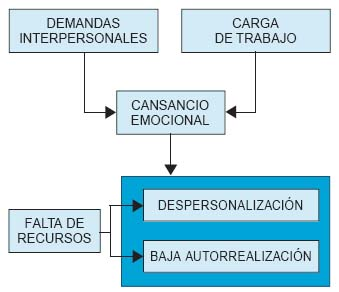 DEMANDAS
INTERPERSONALES
CARGA
DE TRABAJO
CANSANCIO
EMOCIONAL
DESPERSONALIZACIÓN
FALTA DE
RECURSOS
BAJA AUTORREALIZACIÓN